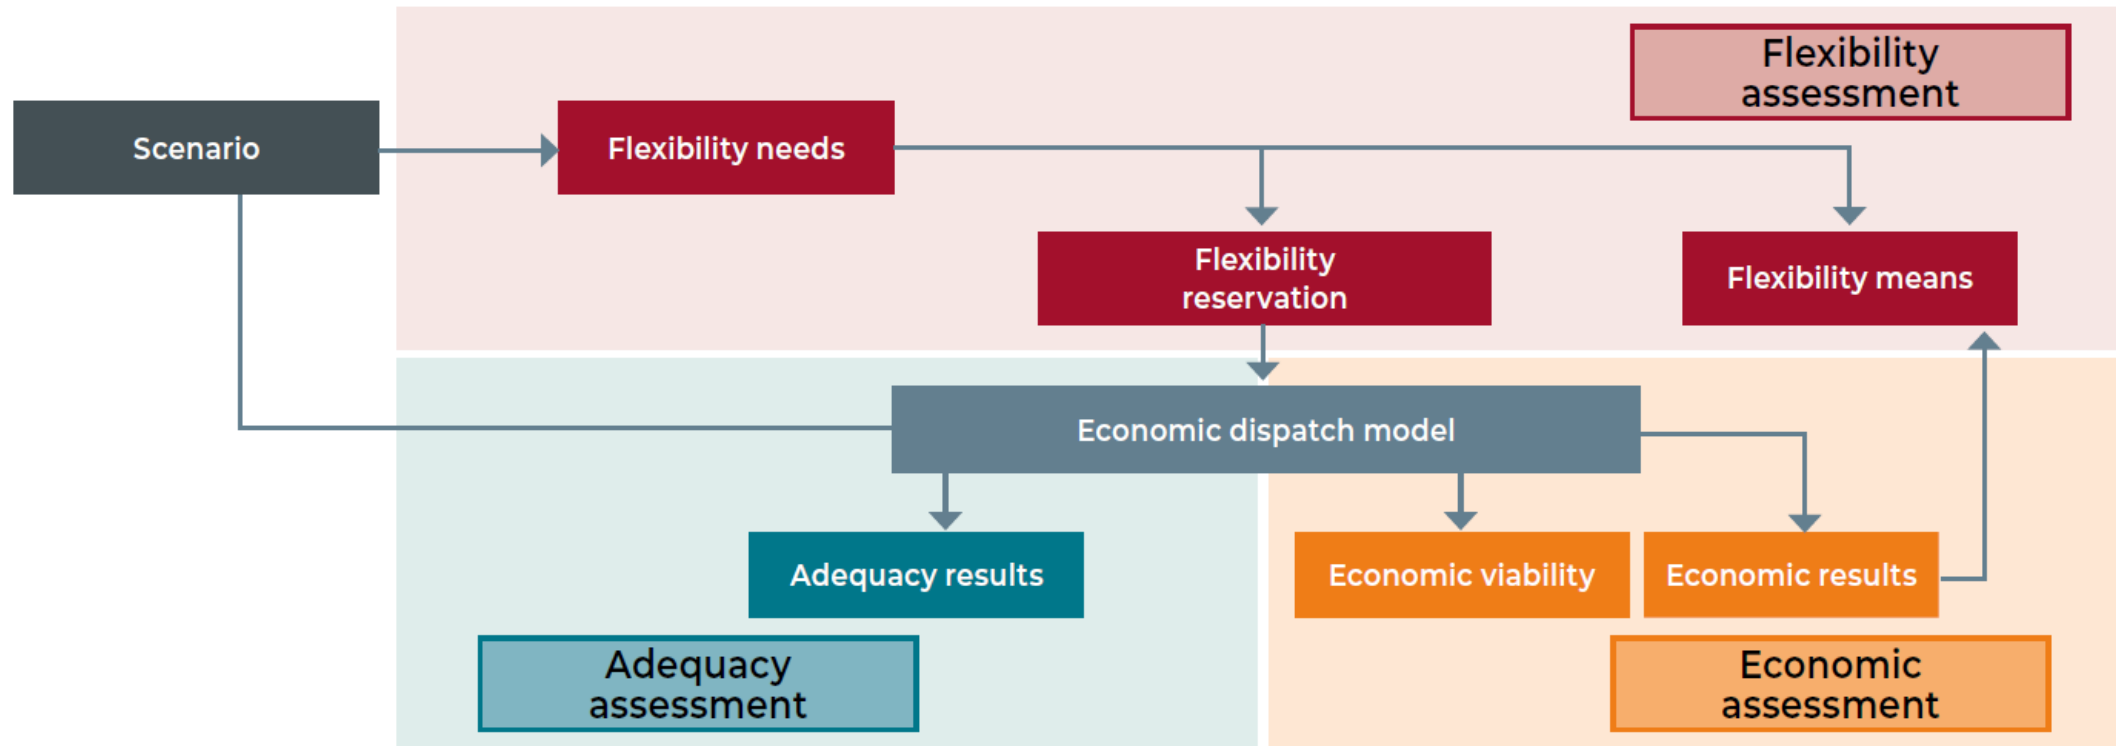 Flexibility
assessment
Scenario
Flexibility needs
Flexibility
reservation
Flexibility means
Economic dispatch model
Adequacy results
Economic viability
Economic results
Adequacy
assessment
Economic
assessment